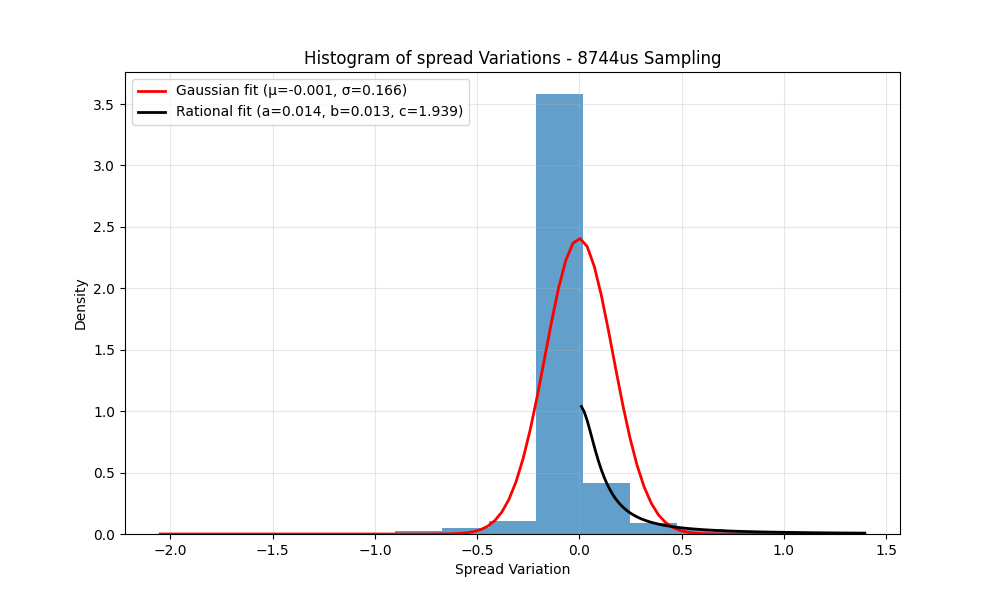 Histogram of spread Variations - 8744us Sampling
Gaussian fit (μ=-0.001, σ=0.166)
Rational fit (a=0.014, b=0.013, c=1.939)
Density
3.5
3.0
2.5
2.0
1.5
1.0
0.5
0.0
−2.0 −1.5 −1.0 −0.5 0.0 0.5 1.0 1.5
Spread Variation